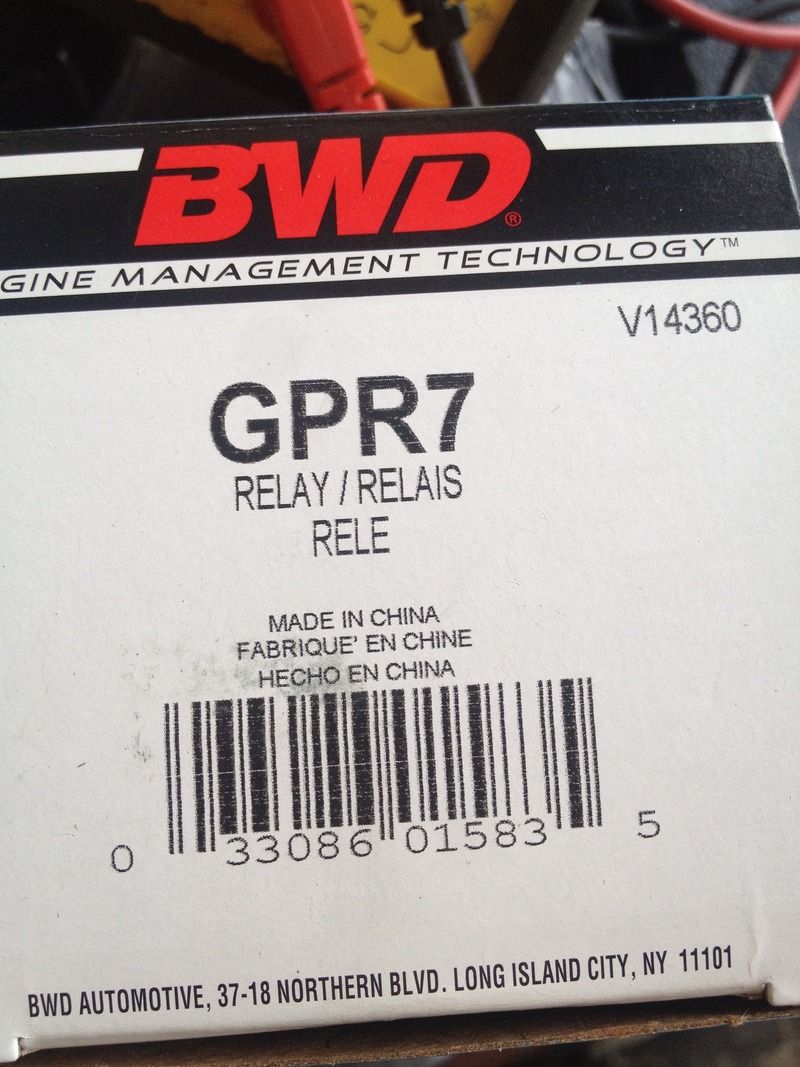 BWD®
GINE MANAGEMENT TECHNOLOGY™
V14360
GPR7
RELAY / RELAIS
RELE
MADE IN CHINA
FABRIQUE' EN CHINE
HECHO EN CHINA
0 33086 01583 5
BWD AUTOMOTIVE, 37-18 NORTHERN BLVD. LONG ISLAND CITY, NY 11101